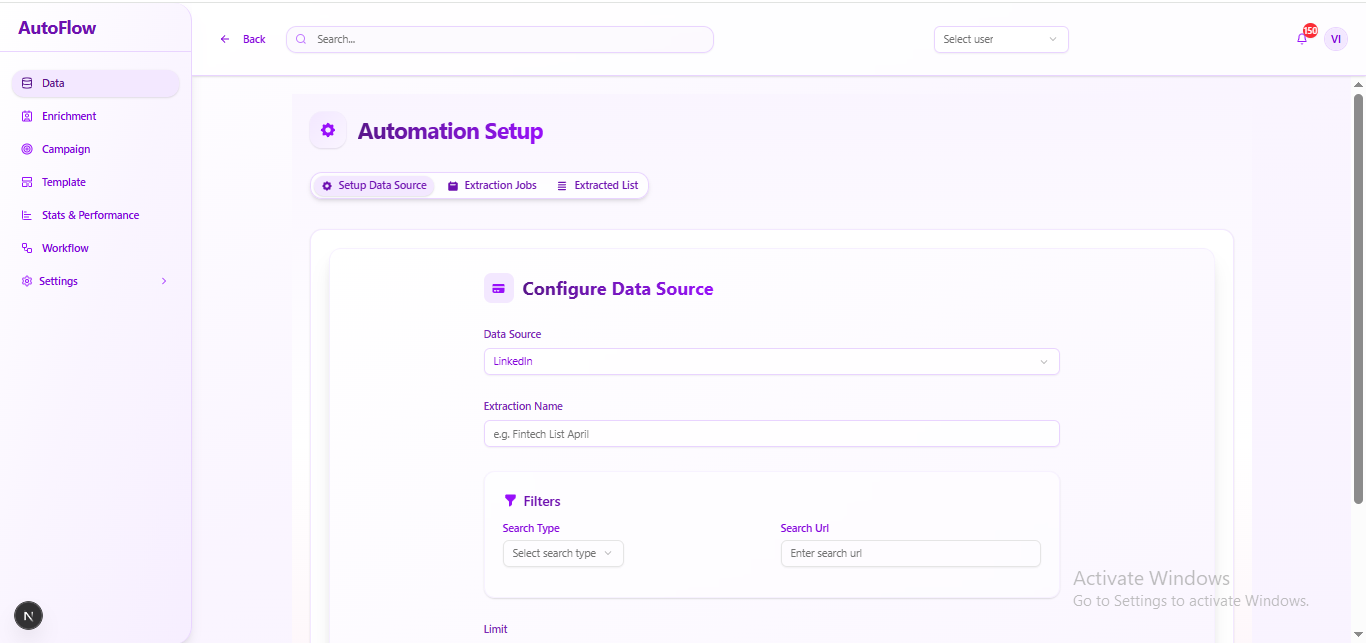 AutoFlow
Back
Search...
Select user
150
VI
Data
Enrichment
Campaign
Template
Stats & Performance
Workflow
Settings
Automation Setup
Setup Data Source
Extraction Jobs
Extracted List
Configure Data Source
Data Source
LinkedIn
Extraction Name
e.g. Fintech List April
Filters
Search Type
Search Url
Select search type
Enter search url
Limit
Activate Windows
Go to Settings to activate Windows.
N